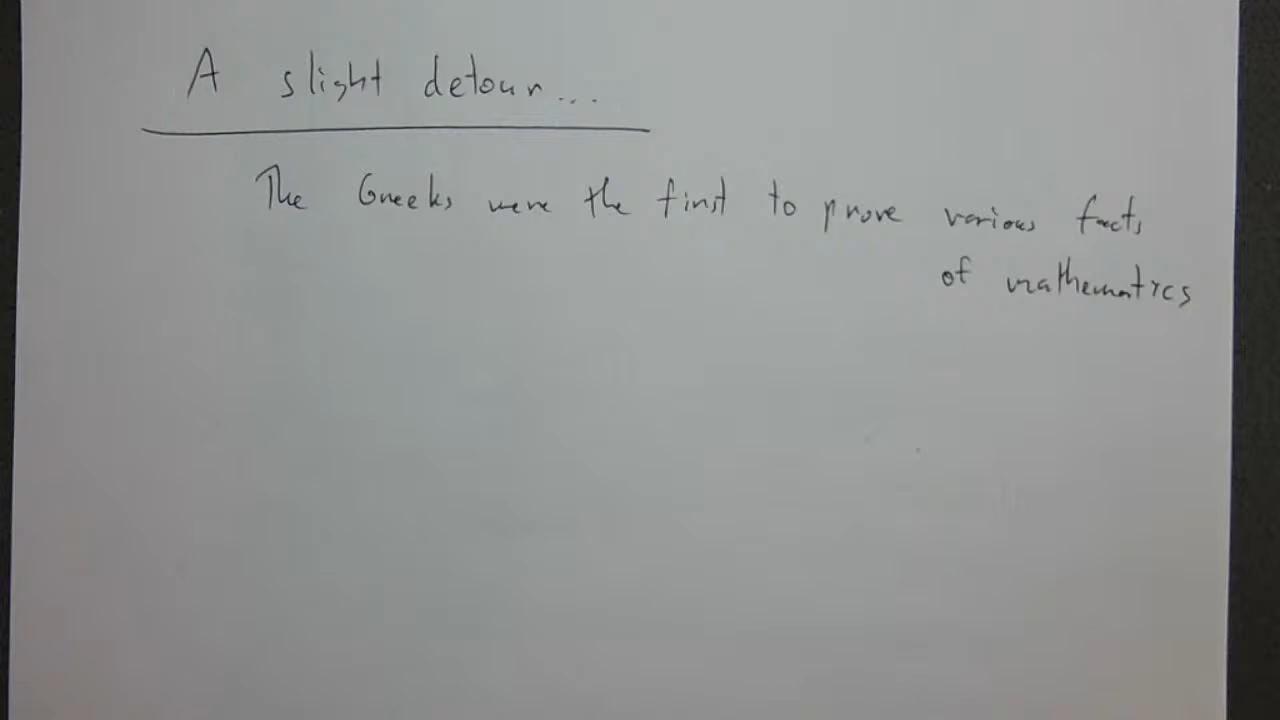 A slight detour...
The Greeks were the first to prove various facts
of mathematics